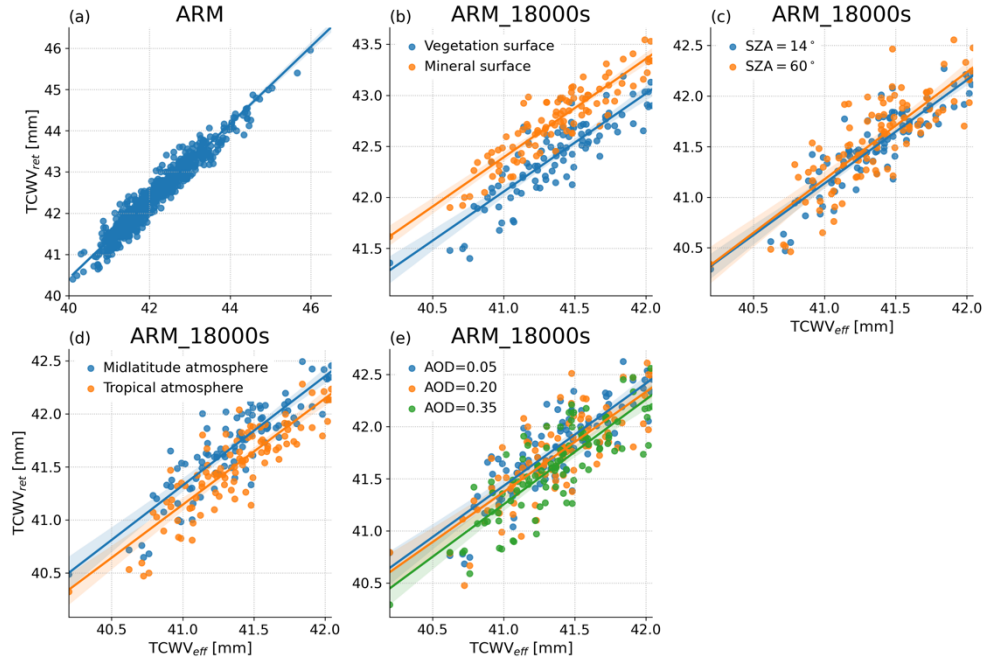 (a) ARM
46
45
44
43
42
41
40
TCWV_ret [mm]
40 42 44 46
(b) ARM_18000s
Vegetation surface
Mineral surface
43.5
43.0
42.5
42.0
41.5
40.5 41.0 41.5 42.0
(c) ARM_18000s
SZA = 14°
SZA = 60°
42.5
42.0
41.5
41.0
40.5
40.5 41.0 41.5 42.0
TCWV_eff [mm]
(d) ARM_18000s
Midlatitude atmosphere
Tropical atmosphere
42.5
42.0
41.5
41.0
40.5
TCWV_ret [mm]
40.5 41.0 41.5 42.0
TCWV_eff [mm]
(e) ARM_18000s
AOD=0.05
AOD=0.20
AOD=0.35
42.5
42.0
41.5
41.0
40.5
40.5 41.0 41.5 42.0
TCWV_eff [mm]